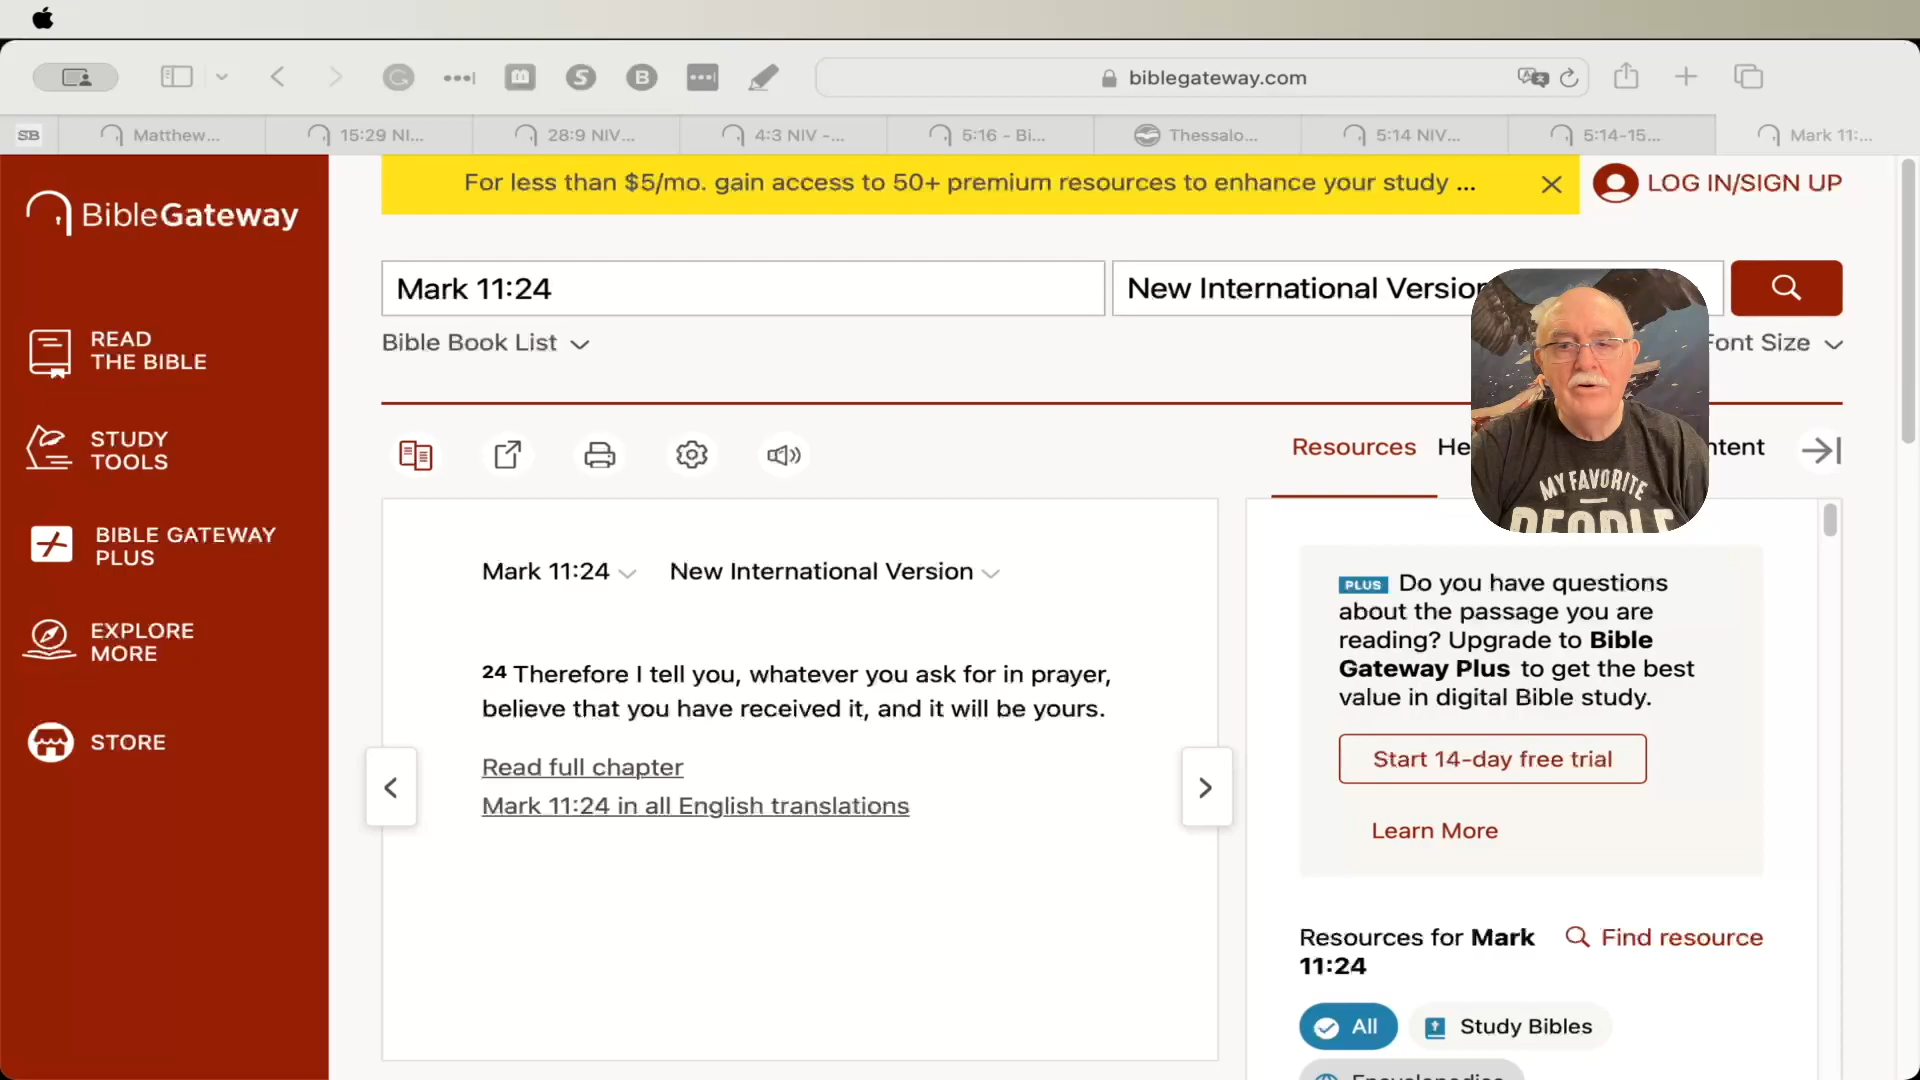 biblegateway.com
SB
Matthew...
15:29 NI...
28:9 NIV...
4:3 NIV -...
5:16 - Bi...
Thessalo...
5:14 NIV...
5:14-15...
Mark 11:...
BibleGateway
For less than $5/mo. gain access to 50+ premium resources to enhance your study ...
LOG IN/SIGN UP
Mark 11:24
New International Version
Bible Book List
Font Size
READ
THE BIBLE
STUDY
TOOLS
BIBLE GATEWAY
PLUS
EXPLORE
MORE
STORE
Resources
He
ntent
MY FAVORITE
PEOPLE
Mark 11:24
New International Version
24 Therefore I tell you, whatever you ask for in prayer,
believe that you have received it, and it will be yours.
Read full chapter
Mark 11:24 in all English translations
PLUS Do you have questions
about the passage you are
reading? Upgrade to Bible
Gateway Plus to get the best
value in digital Bible study.
Start 14-day free trial
Learn More
Resources for Mark
11:24
Find resource
All
Study Bibles
Encyclopedias